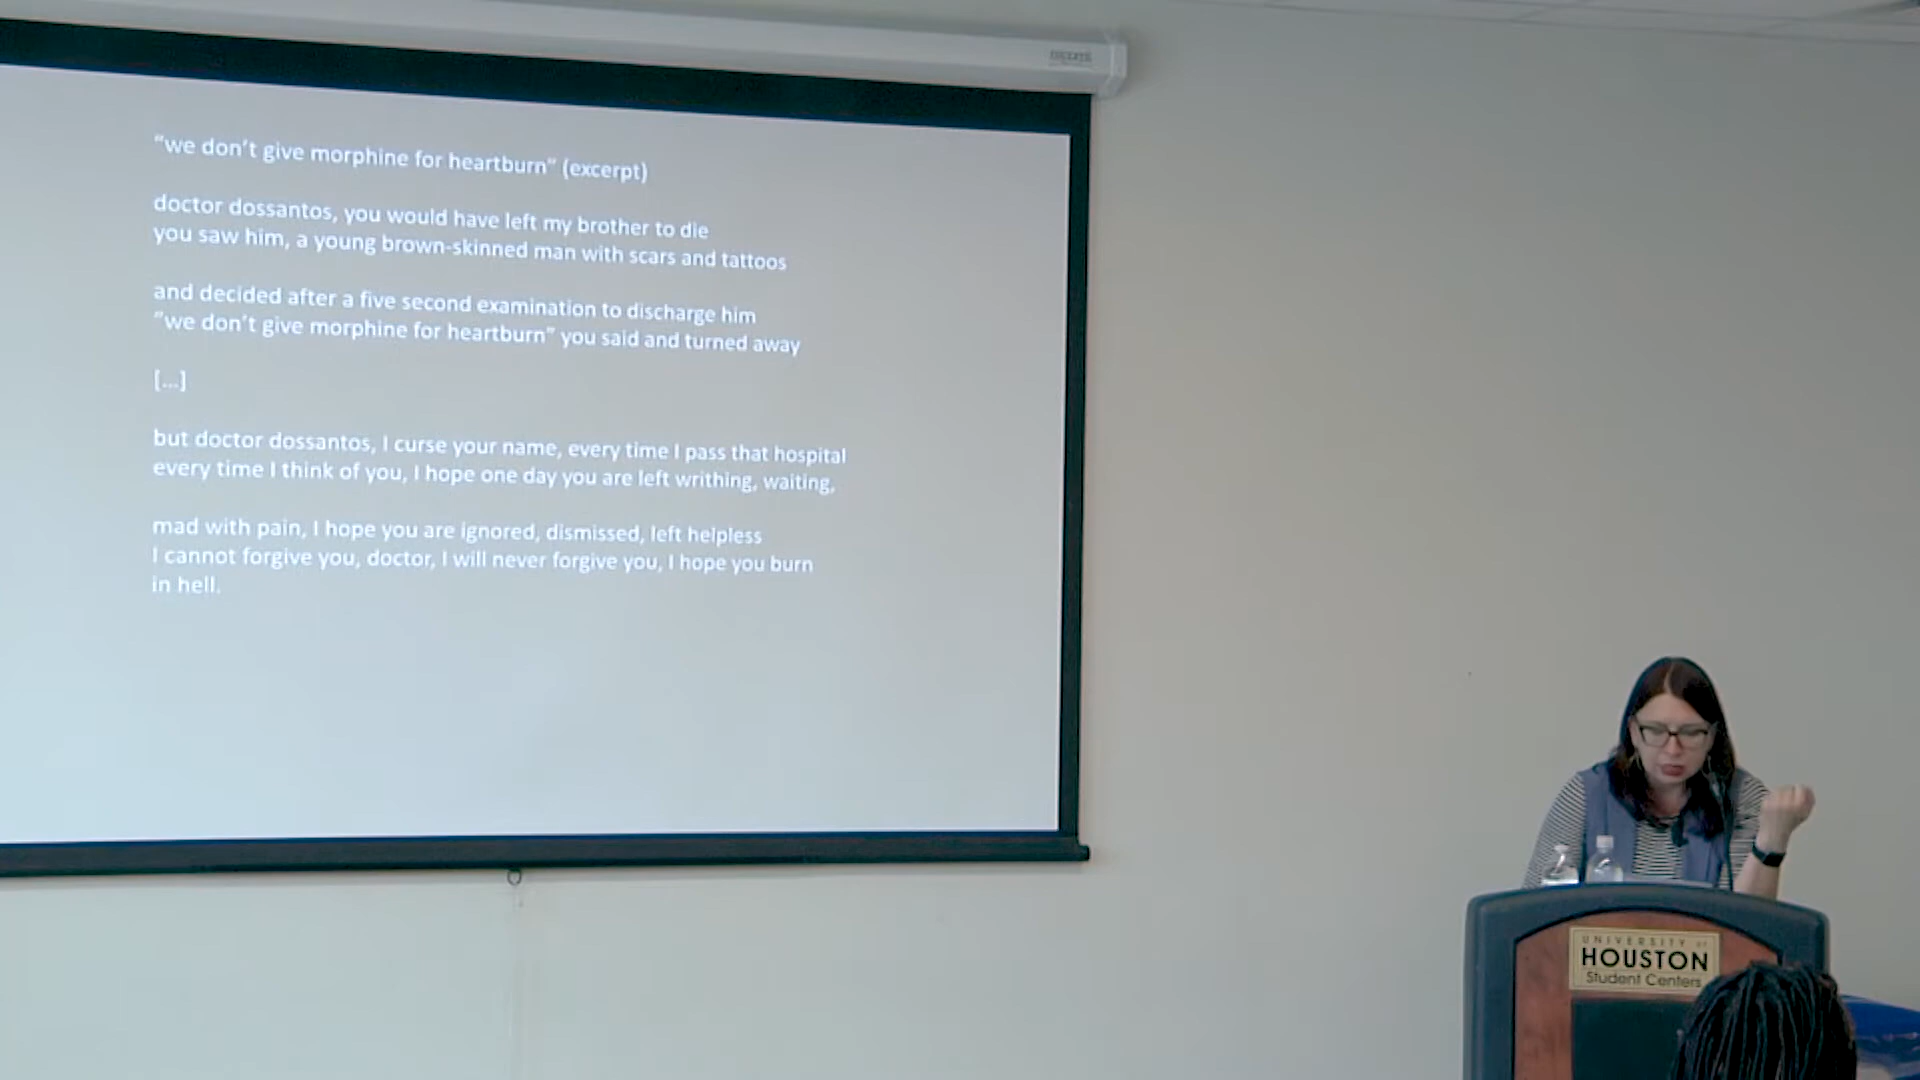 “we don’t give morphine for heartburn” (excerpt)
doctor dossantos, you would have left my brother to die
you saw him, a young brown-skinned man with scars and tattoos
and decided after a five second examination to discharge him
“we don’t give morphine for heartburn” you said and turned away
[...]
but doctor dossantos, I curse your name, every time I pass that hospital
every time I think of you, I hope one day you are left writhing, waiting,
mad with pain, I hope you are ignored, dismissed, left helpless
I cannot forgive you, doctor, I will never forgive you, I hope you burn
in hell.
UNIVERSITY of
HOUSTON
Student Centers